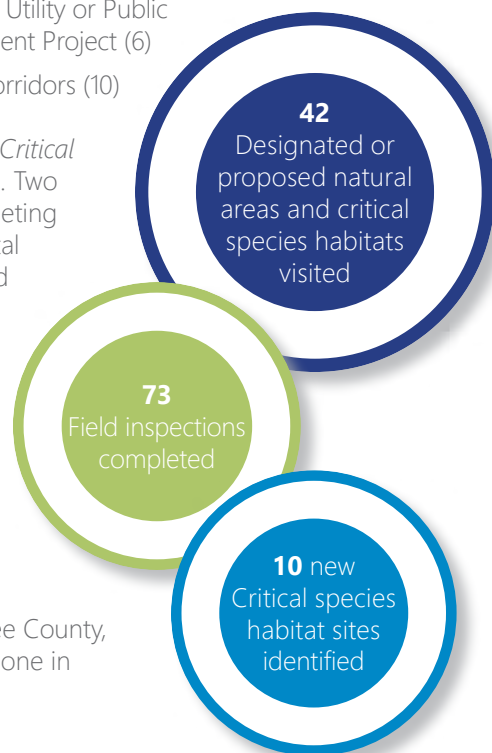 Utility or Public
ent Project (6)
orridors (10)
Critical
. Two
eting
al
d
42
Designated or
proposed natural
areas and critical
species habitats
visited
73
Field inspections
completed
10 new
Critical species
habitat sites
identified
ee County,
one in